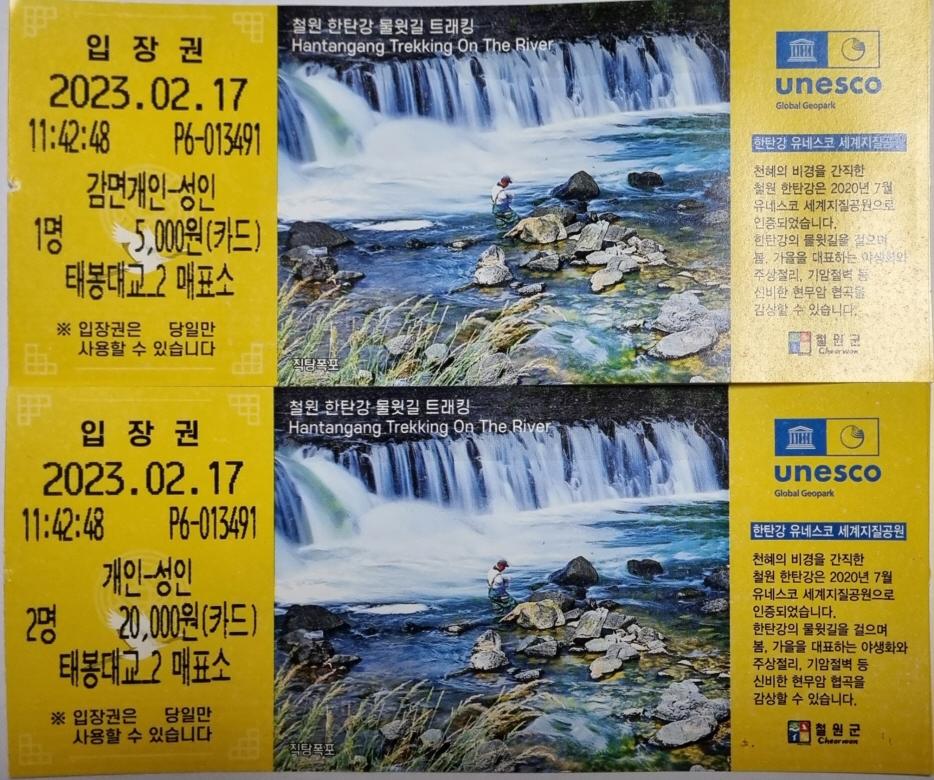 입 장 권
2023.02.17
11:42:48 P6-013491
감면개인-성인
1명 5,000원(카드)
태봉대교_2 매표소
※ 입장권은 당일만
사용할 수 있습니다
철원 한탄강 물윗길 트래킹
Hantangang Trekking On The River
직탕폭포
unesco
Global Geopark
한탄강 유네스코 세계지질공원
천혜의 비경을 간직한
철원 한탄강은 2020년 7월
유네스코 세계지질공원으로
인증되었습니다.
한탄강의 물윗길을 걸으며
봄, 가을을 대표하는 야생화와
주상절리, 기암절벽 등
신비한 현무암 협곡을
감상할 수 있습니다.
철원군
Cheorwon
입 장 권
2023.02.17
11:42:48 P6-013491
개인-성인
2명 20,000원(카드)
태봉대교_2 매표소
※ 입장권은 당일만
사용할 수 있습니다
철원 한탄강 물윗길 트래킹
Hantangang Trekking On The River
직탕폭포
unesco
Global Geopark
한탄강 유네스코 세계지질공원
천혜의 비경을 간직한
철원 한탄강은 2020년 7월
유네스코 세계지질공원으로
인증되었습니다.
한탄강의 물윗길을 걸으며
봄, 가을을 대표하는 야생화와
주상절리, 기암절벽 등
신비한 현무암 협곡을
감상할 수 있습니다.
철원군
Cheorwon